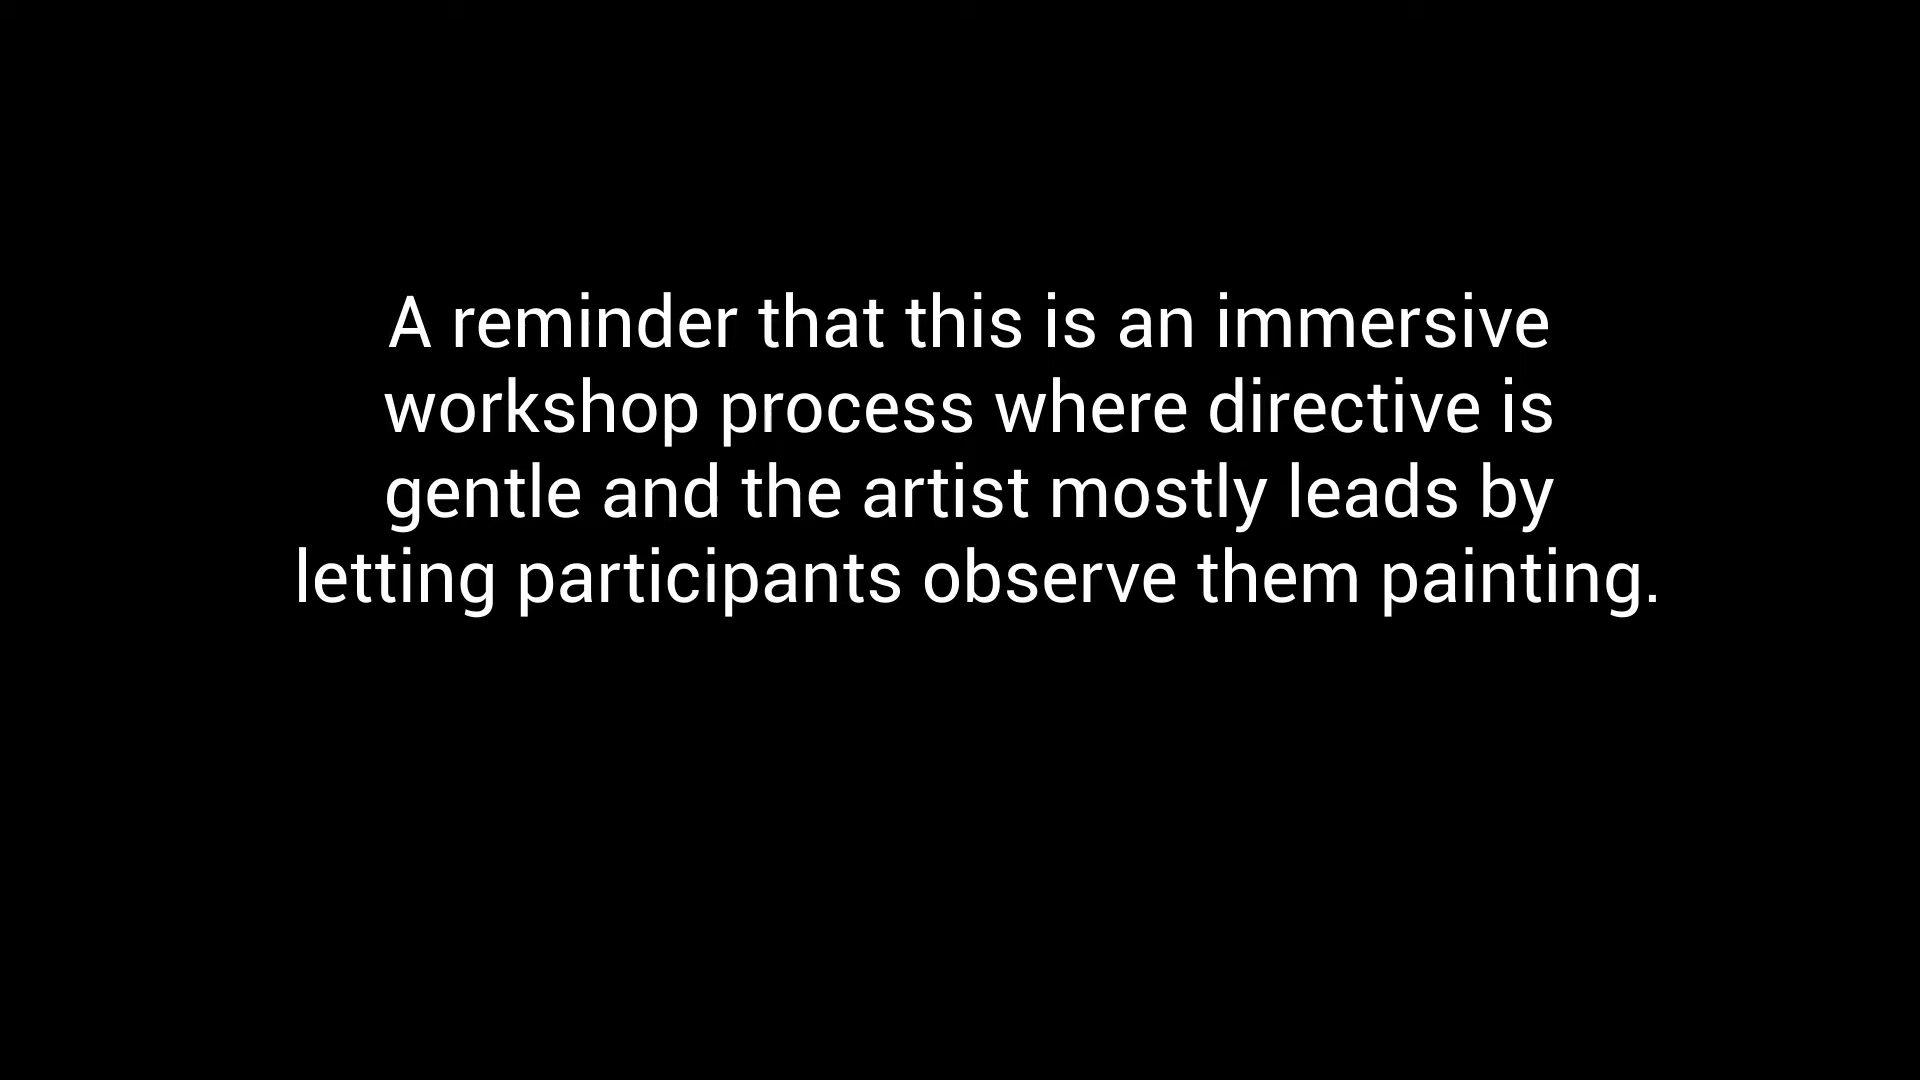 A reminder that this is an immersive
workshop process where directive is
gentle and the artist mostly leads by
letting participants observe them painting.